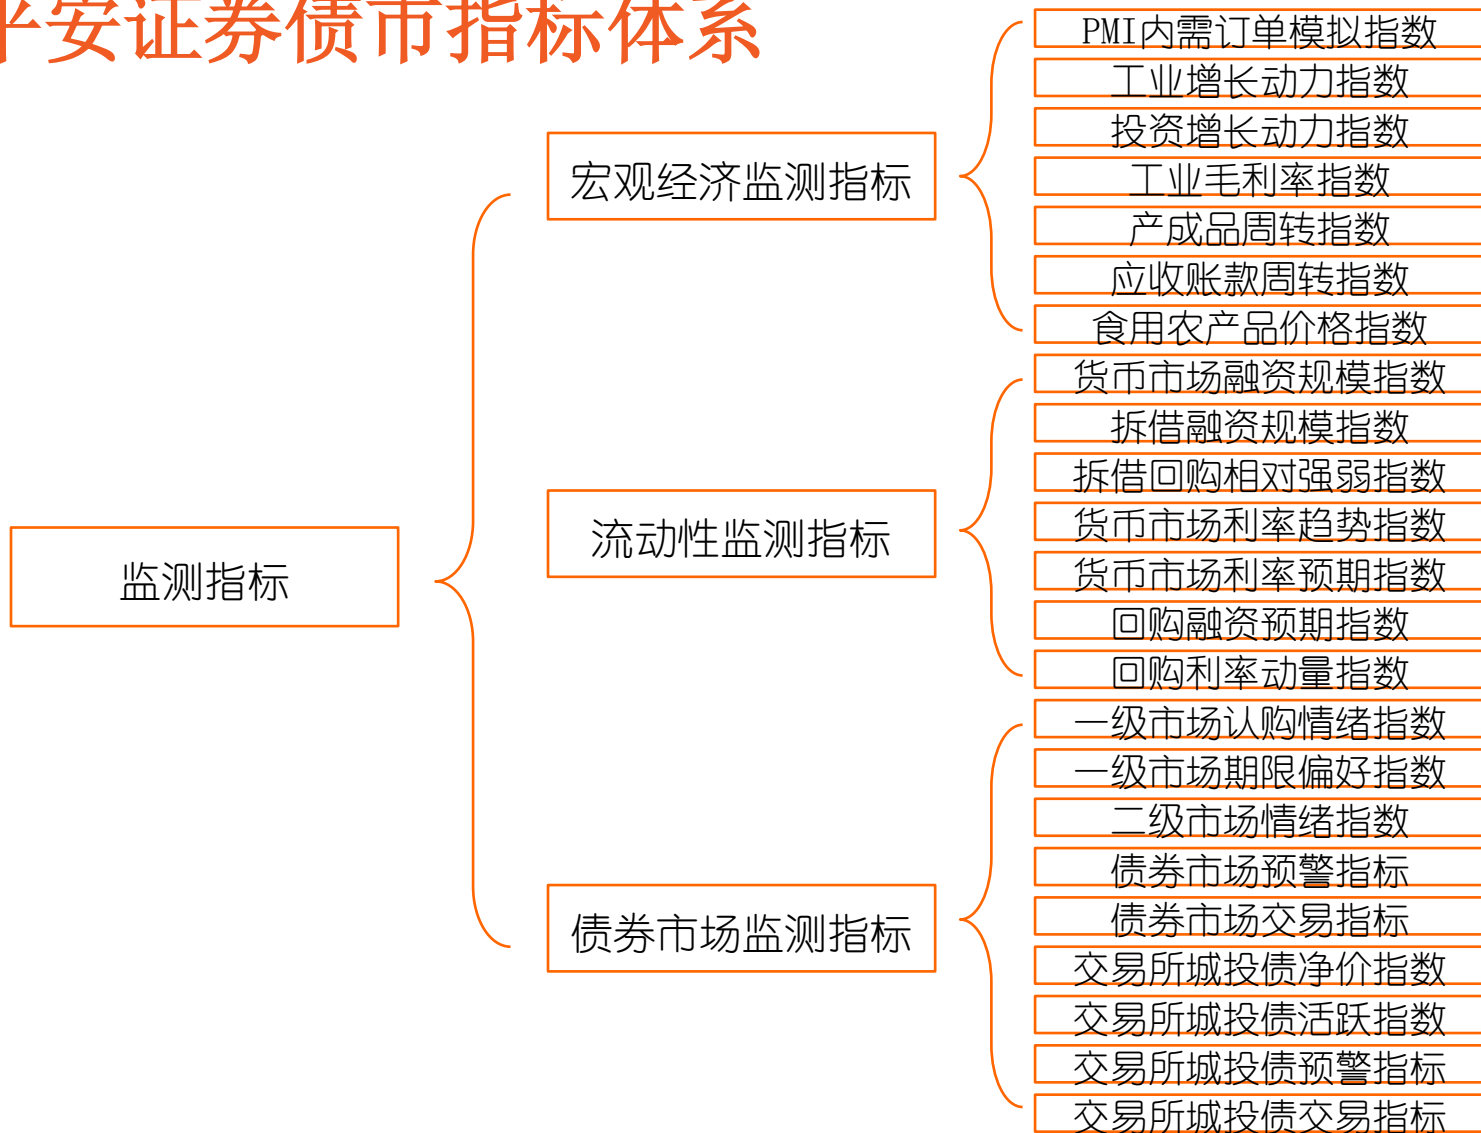 平安证券债市指标体系
监测指标
宏观经济监测指标
PMI内需订单模拟指数
工业增长动力指数
投资增长动力指数
工业毛利率指数
产成品周转指数
应收账款周转指数
食用农产品价格指数
流动性监测指标
货币市场融资规模指数
拆借融资规模指数
拆借回购相对强弱指数
货币市场利率趋势指数
货币市场利率预期指数
回购融资预期指数
回购利率动量指数
债券市场监测指标
一级市场认购情绪指数
一级市场期限偏好指数
二级市场情绪指数
债券市场预警指标
债券市场交易指标
交易所城投债净价指数
交易所城投债活跃指数
交易所城投债预警指标
交易所城投债交易指标